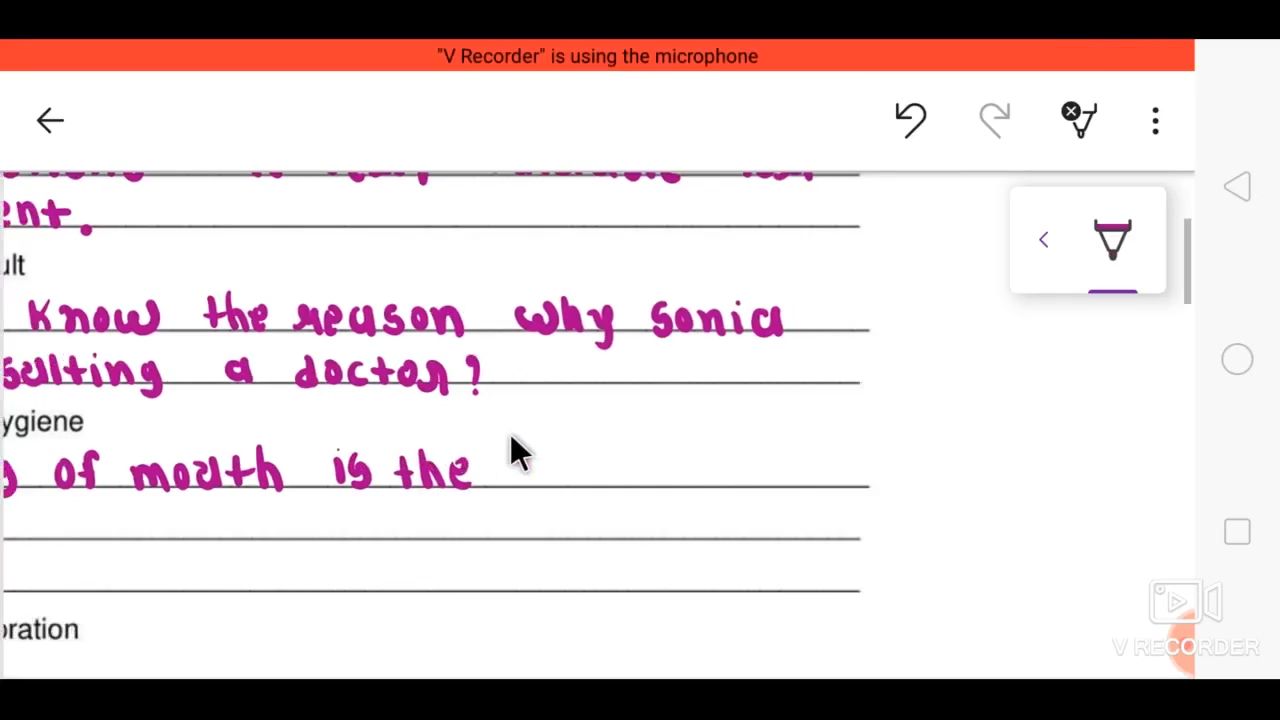 "V Recorder" is using the microphone
ent.
ult
know the reason why sonia
sulting a doctor?
ygiene
g of mouth is the
oration
V RECORDER